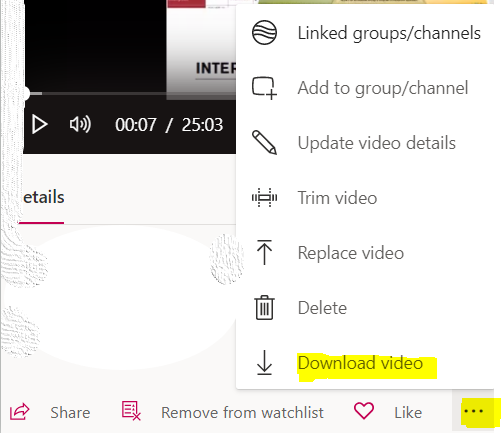 INTER
Linked groups/channels
Add to group/channel
00:07 / 25:03
Update video details
etails
Trim video
Replace video
Delete
Download video
Share
Remove from watchlist
Like